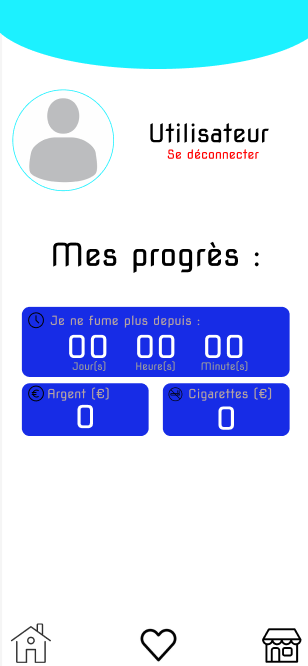 Utilisateur
Se déconnecter
Mes progrès :
Je ne fume plus depuis :
00 00 00
Jour(s) Heure(s) Minute(s)
Argent (€) Cigarettes (€)
0 0